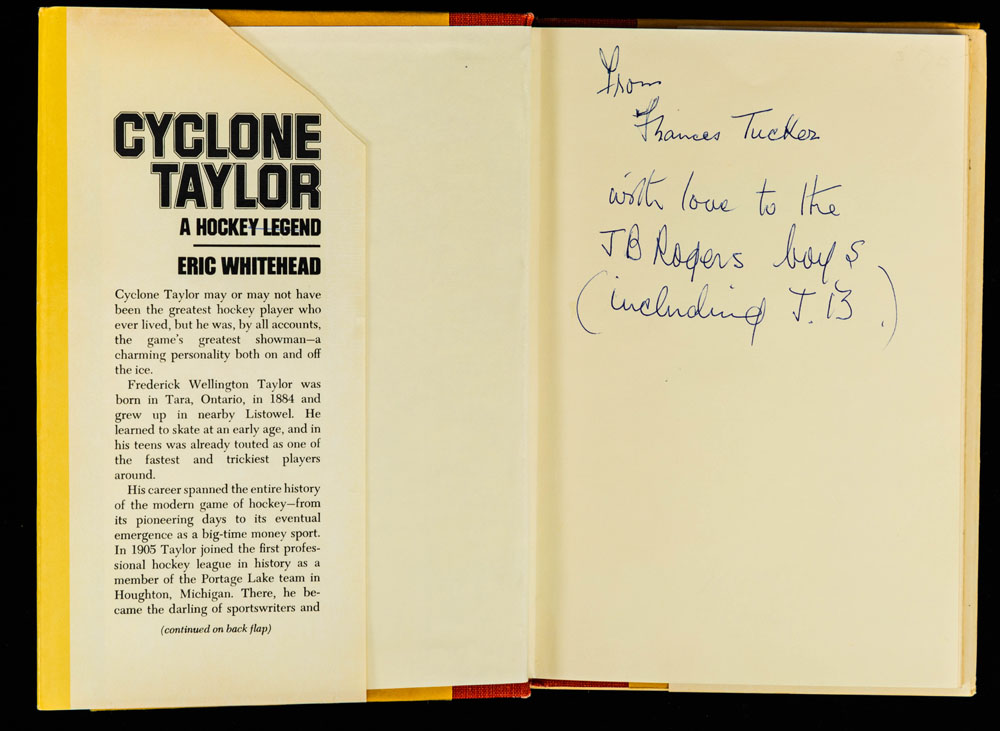 CYCLONE
TAYLOR
A HOCKEY LEGEND
ERIC WHITEHEAD
Cyclone Taylor may or may not have
been the greatest hockey player who
ever lived, but he was, by all accounts,
the game's greatest showman—a
charming personality both on and off
the ice.
Frederick Wellington Taylor was
born in Tara, Ontario, in 1884 and
grew up in nearby Listowel. He
learned to skate at an early age, and in
his teens was already touted as one of
the fastest and trickiest players
around.
His career spanned the entire history
of the modern game of hockey—from
its pioneering days to its eventual
emergence as a big-time money sport.
In 1905 Taylor joined the first profes-
sional hockey league in history as a
member of the Portage Lake team in
Houghton, Michigan. There, he be-
came the darling of sportswriters and
(continued on back flap)
From
Frances Tucker
with love to the
JB Rogers boys
(including J.B.)